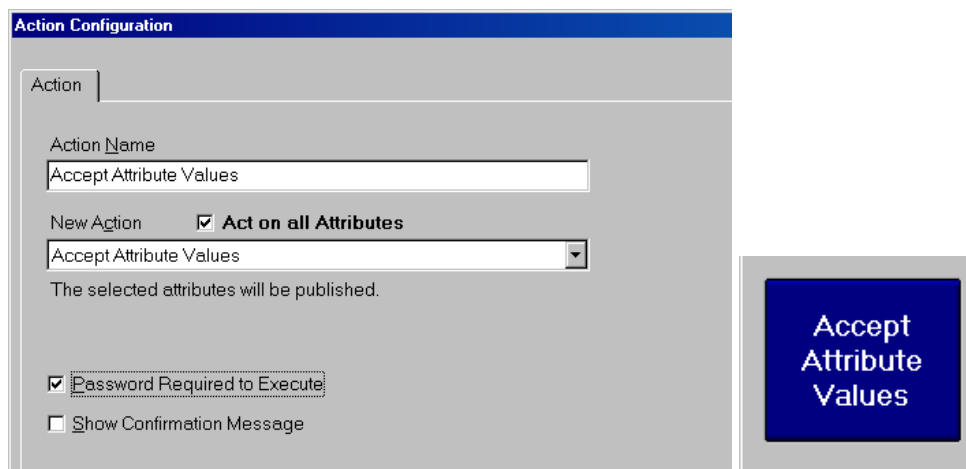 Action Configuration
Action
Action Name
Accept Attribute Values
New Action Act on all Attributes
Accept Attribute Values
The selected attributes will be published.
Password Required to Execute
Show Confirmation Message
Accept
Attribute
Values